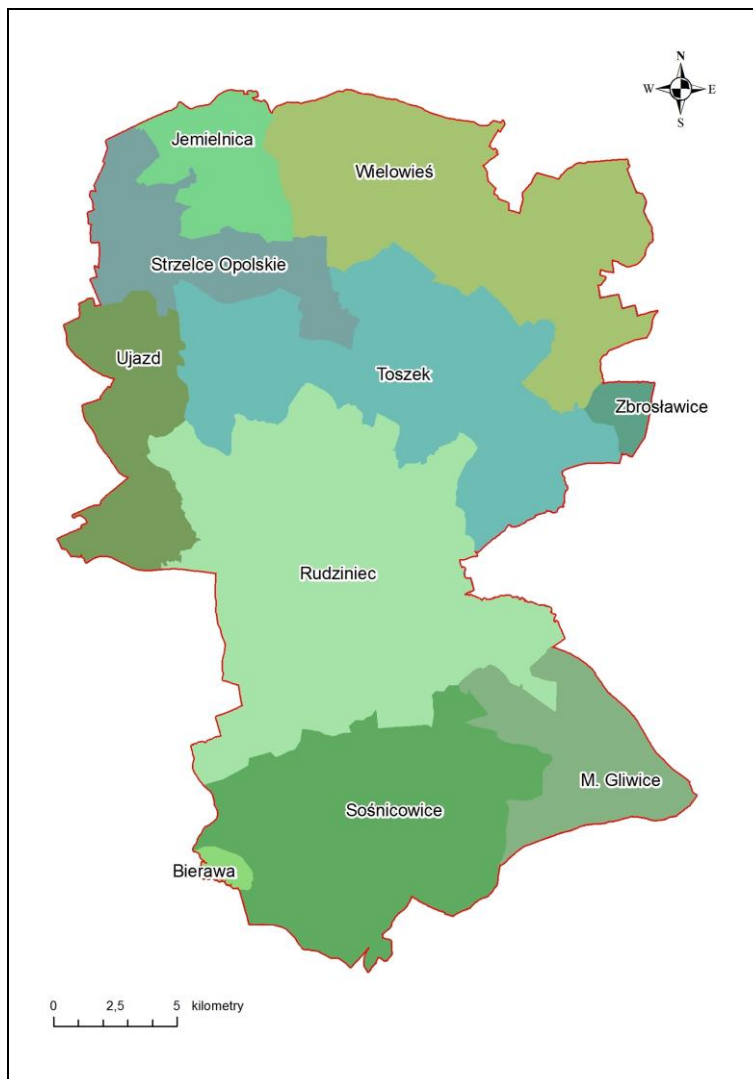 N
W E
S
Jemielnica
Wielowieś
Strzelce Opolskie
Ujazd
Toszek
Zbrosławice
Rudziniec
M. Gliwice
Sośnicowice
Bierawa
0 2,5 5 kilometry